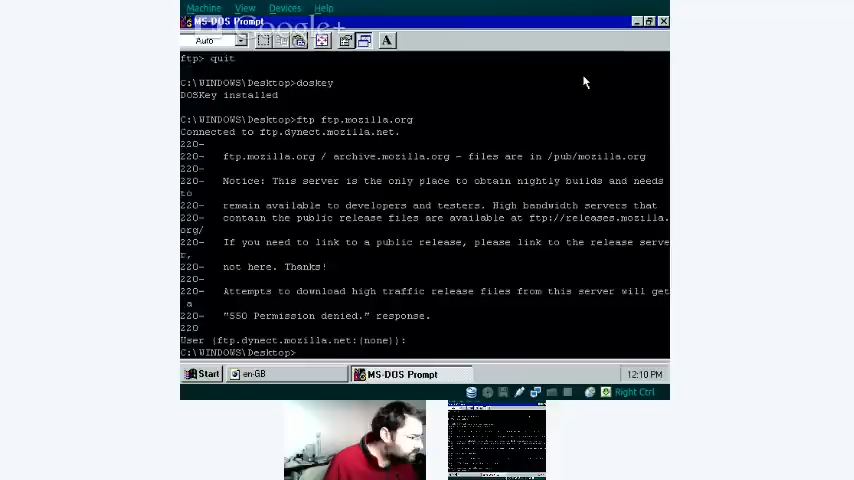 Machine View Devices Help
MS-DOS Prompt
Google+
Auto
A
ftp> quit
C:\WINDOWS\Desktop>doskey
DOSKey installed
C:\WINDOWS\Desktop>ftp ftp.mozilla.org
Connected to ftp.dynect.mozilla.net.
220-
220- ftp.mozilla.org / archive.mozilla.org - files are in /pub/mozilla.org
220-
220- Notice: This server is the only place to obtain nightly builds and needs
to
220- remain available to developers and testers. High bandwidth servers that
220- contain the public release files are available at ftp://releases.mozilla.
org/
220- If you need to link to a public release, please link to the release serve
r,
220- not here. Thanks!
220-
220- Attempts to download high traffic release files from this server will get
a
220- "550 Permission denied." response.
220
User (ftp.dynect.mozilla.net:(none)):
C:\WINDOWS\Desktop>
Start en-GB MS-DOS Prompt 12:10 PM
Right Ctrl